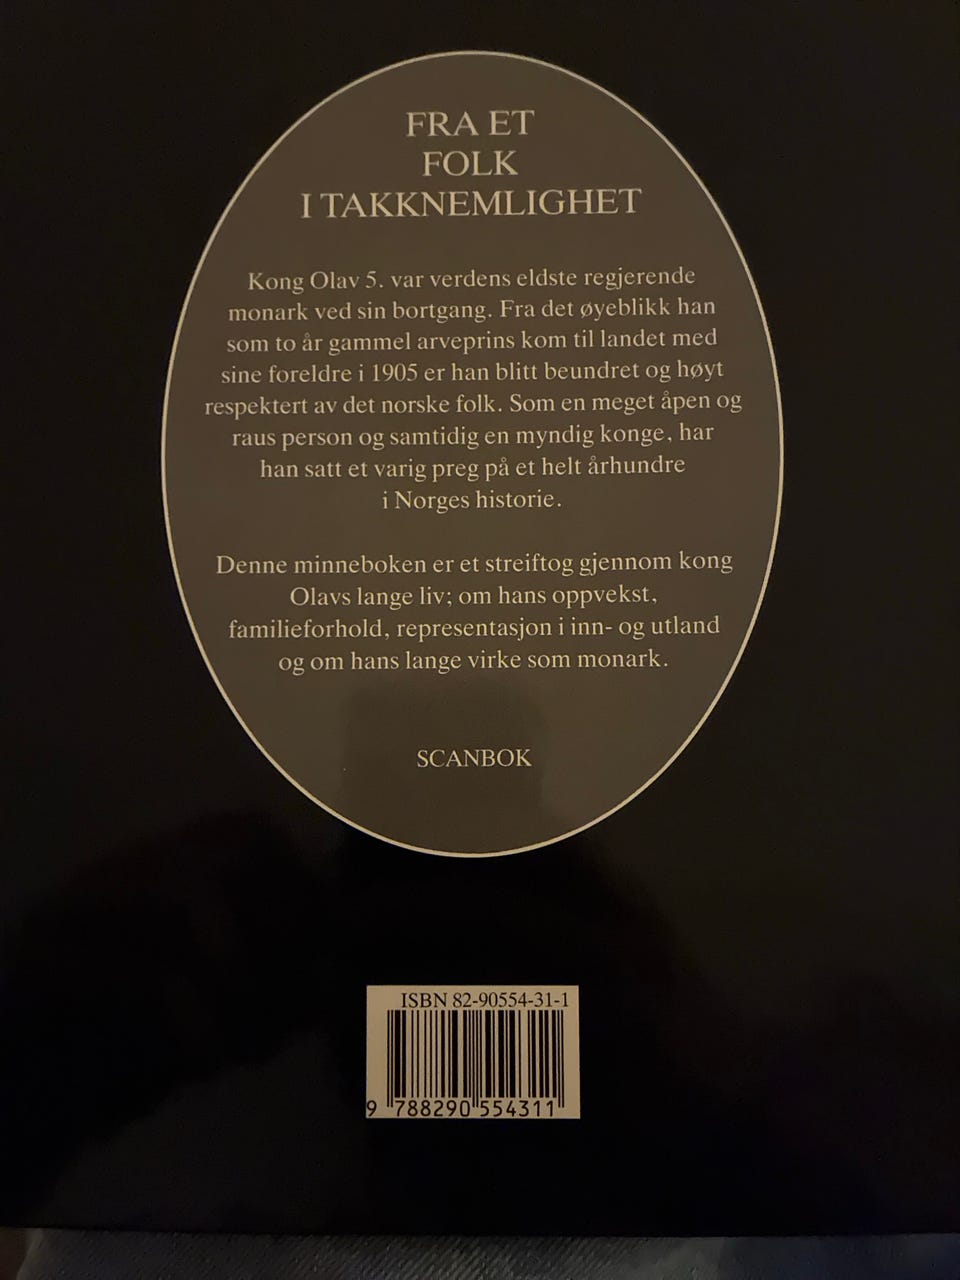 FRA ET
FOLK
I TAKKNEMLIGHET
Kong Olav 5. var verdens eldste regjerende
monark ved sin bortgang. Fra det øyeblikk han
som to år gammel arveprins kom til landet med
sine foreldre i 1905 er han blitt beundret og høyt
respektert av det norske folk. Som en meget åpen og
raus person og samtidig en myndig konge, har
han satt et varig preg på et helt århundre
i Norges historie.
Denne minneboken er et streiftog gjennom kong
Olavs lange liv; om hans oppvekst,
familieforhold, representasjon i inn- og utland
og om hans lange virke som monark.
SCANBOK
ISBN 82-90554-31-1
9 788290 554311